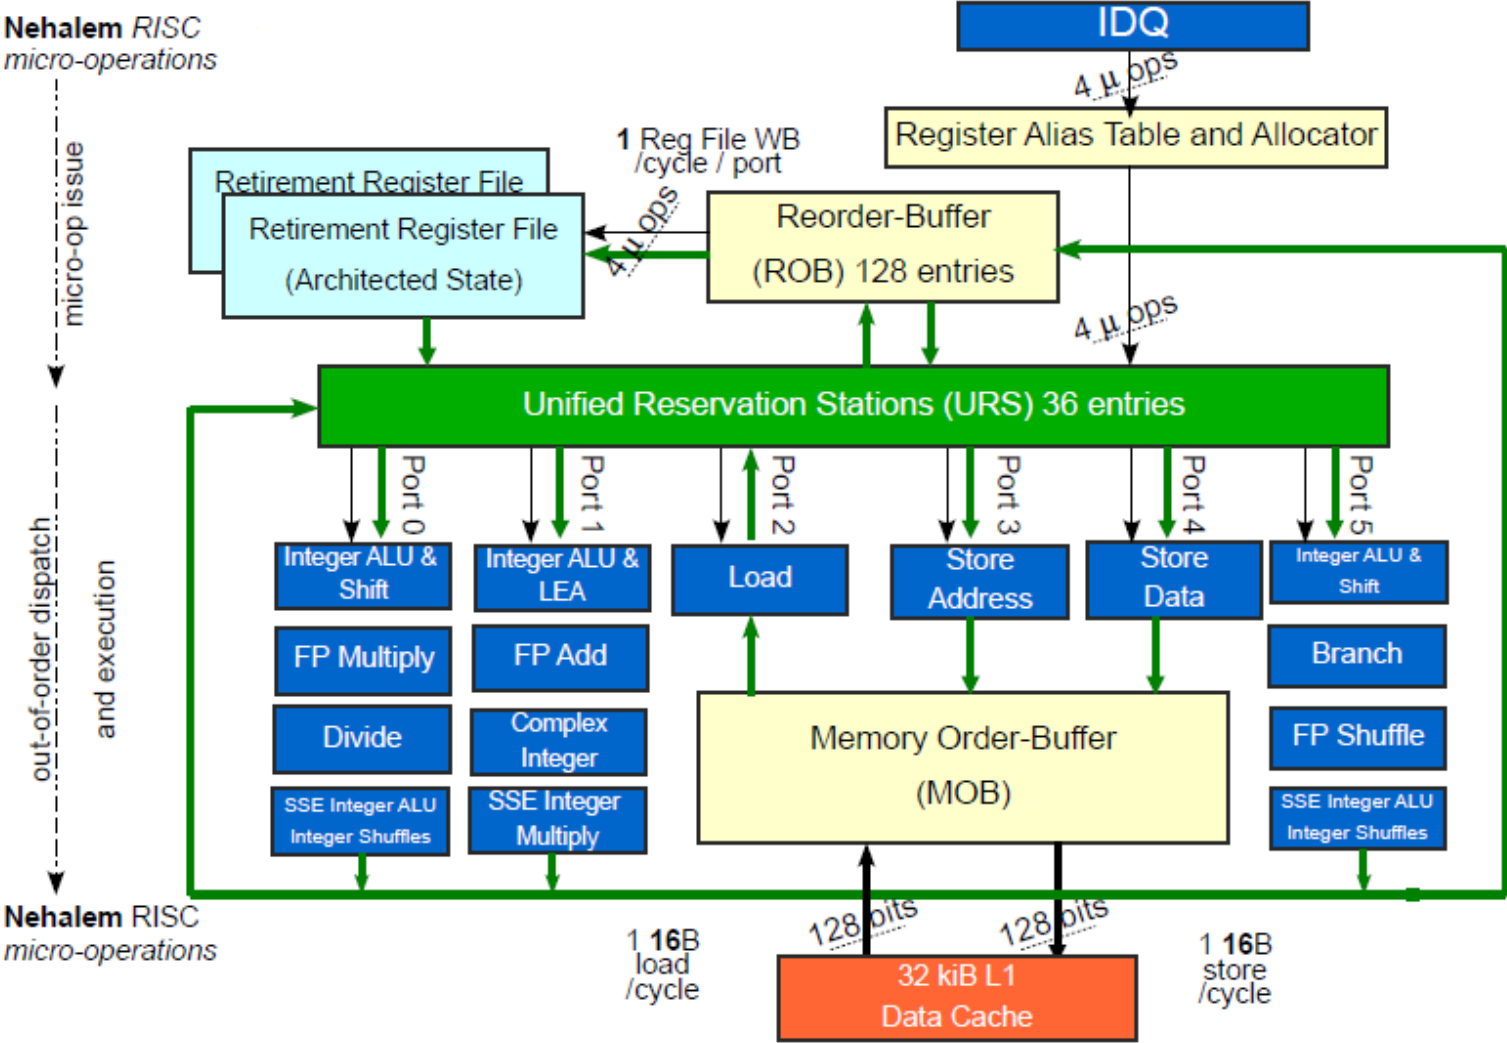 Nehalem RISC
micro-operations
IDQ
4 µ ops
Register Alias Table and Allocator
1 Reg File WB
/cycle / port
micro-op issue
Retirement Register File
Retirement Register File
(Architected State)
4 µ ops
Reorder-Buffer
(ROB) 128 entries
4 µ ops
Unified Reservation Stations (URS) 36 entries
Port 0
Port 1
Port 2
Port 3
Port 4
Port 5
out-of-order dispatch
and execution
Integer ALU &
Shift
Integer ALU &
LEA
Load
Store
Address
Store
Data
Integer ALU &
Shift
FP Multiply
FP Add
Branch
Divide
Complex
Integer
Memory Order-Buffer
(MOB)
FP Shuffle
SSE Integer ALU
Integer Shuffles
SSE Integer
Multiply
SSE Integer ALU
Integer Shuffles
Nehalem RISC
micro-operations
1 16B
load
/cycle
128 bits
128 bits
1 16B
store
/cycle
32 kiB L1
Data Cache